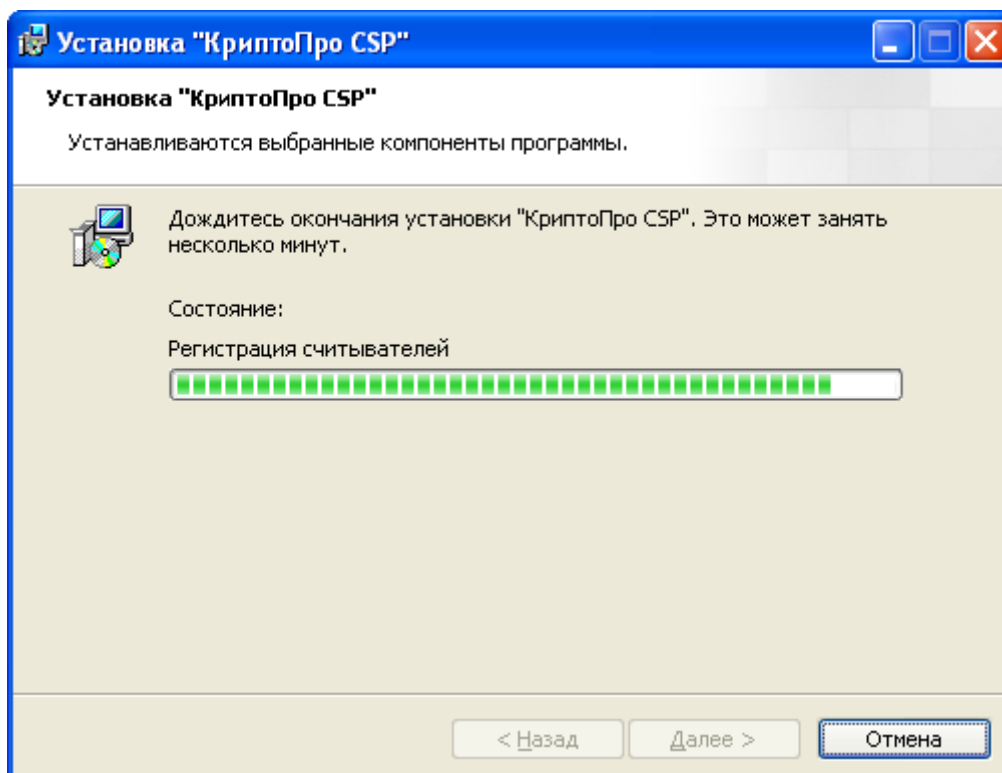 Установка "КриптоПро CSP"
Установка "КриптоПро CSP"
Устанавливаются выбранные компоненты программы.
Дождитесь окончания установки "КриптоПро CSP". Это может занять
несколько минут.
Состояние:
Регистрация считывателей
< Назад
Далее >
Отмена